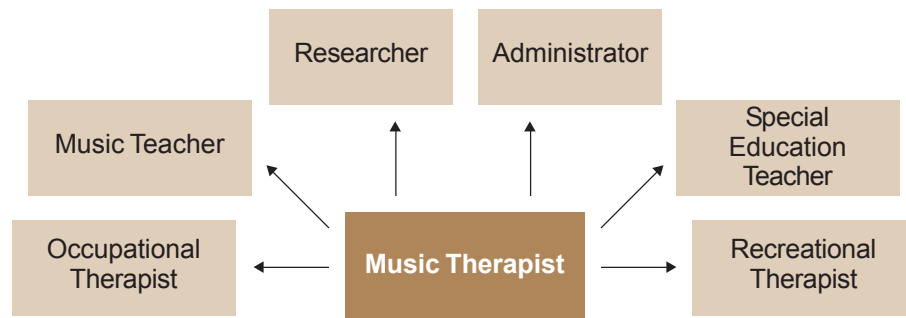 Researcher
Administrator
Music Teacher
Special
Education
Teacher
Occupational
Therapist
Music Therapist
Recreational
Therapist